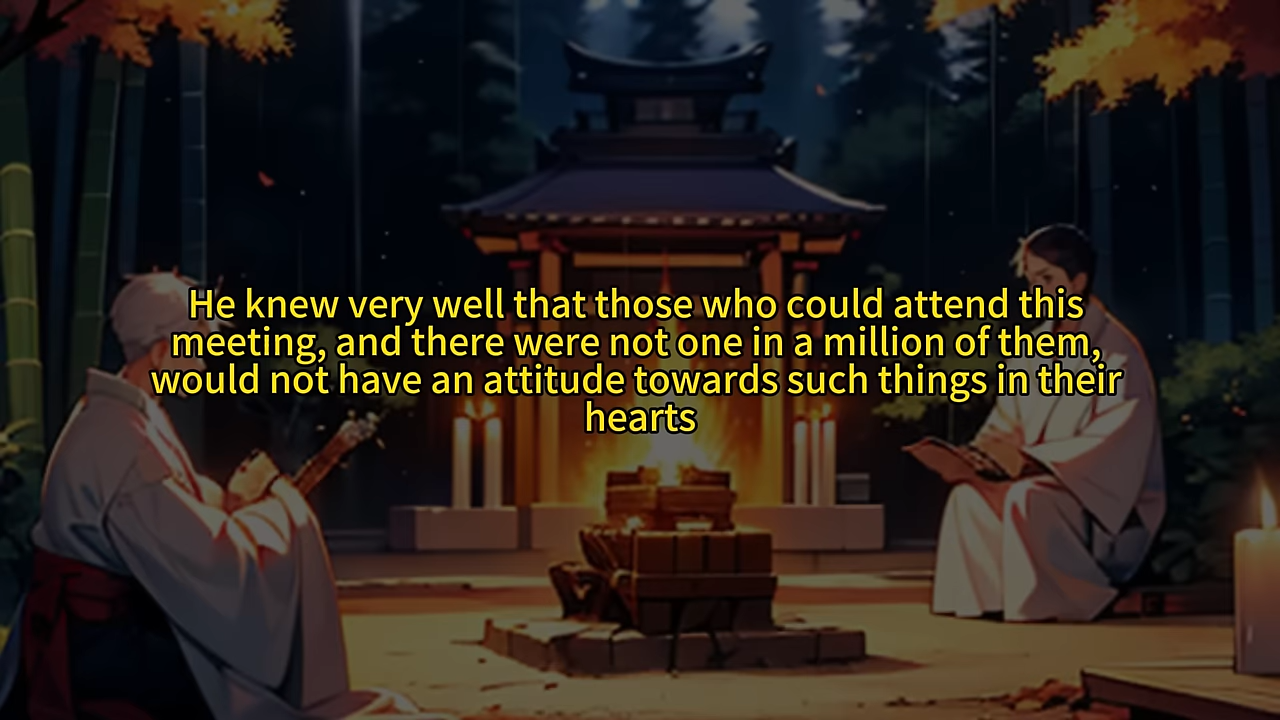 He knew very well that those who could attend this
meeting, and there were not one in a million of them,
would not have an attitude towards such things in their
hearts